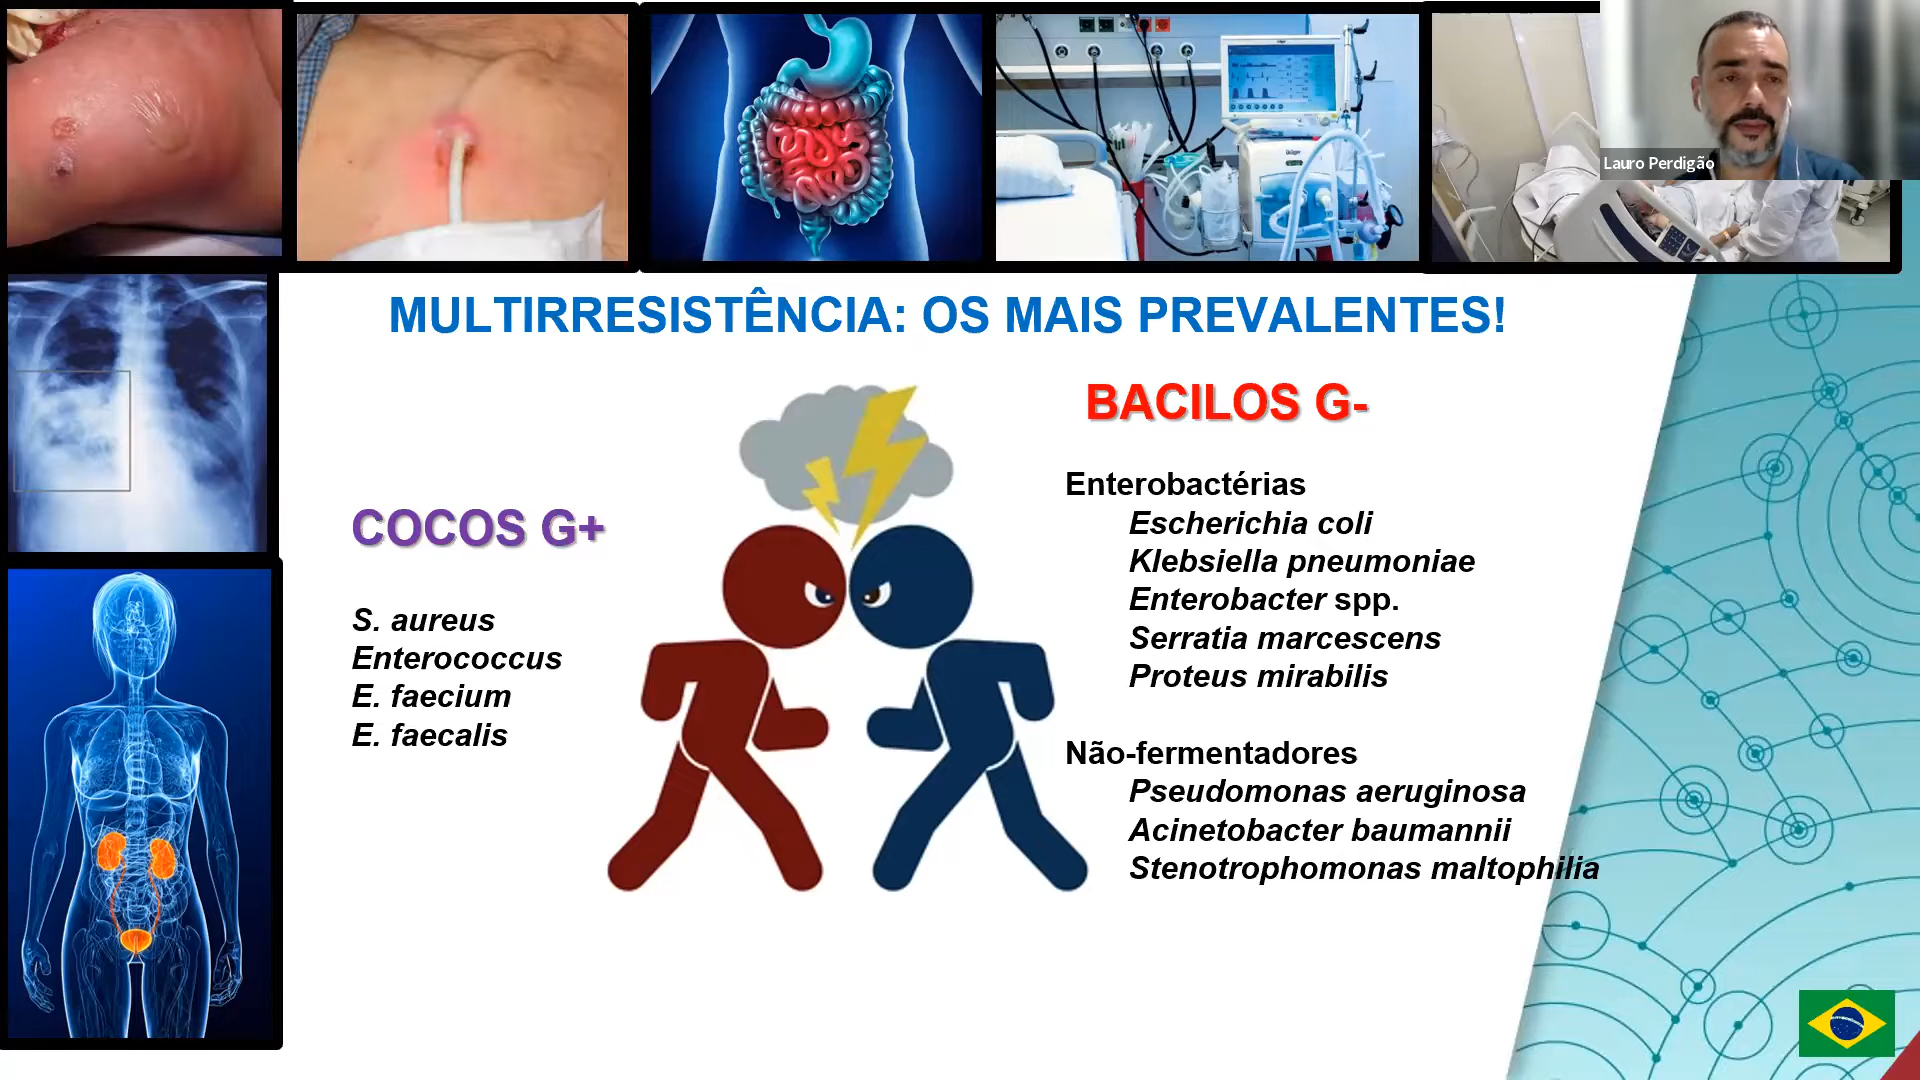 Lauro Perdigão
MULTIRRESISTÊNCIA: OS MAIS PREVALENTES!
COCOS G+
S. aureus
Enterococcus
E. faecium
E. faecalis
BACILOS G-
Enterobactérias
Escherichia coli
Klebsiella pneumoniae
Enterobacter spp.
Serratia marcescens
Proteus mirabilis
Não-fermentadores
Pseudomonas aeruginosa
Acinetobacter baumannii
Stenotrophomonas maltophilia